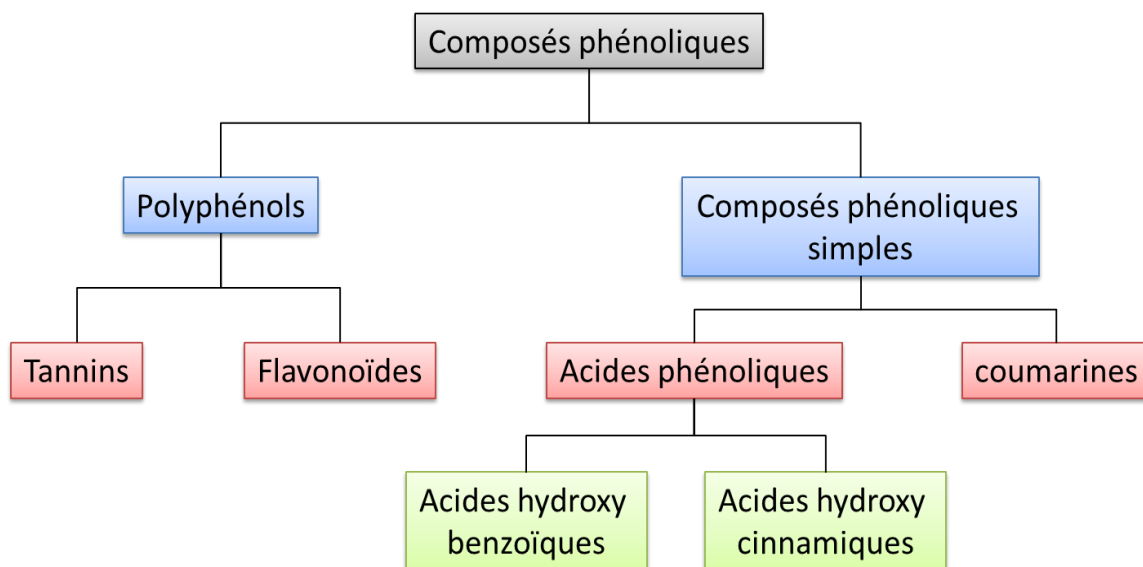 Composés phénoliques
Polyphénols
Composés phénoliques
simples
Tannins
Flavonoïdes
Acides phénoliques
coumarines
Acides hydroxy
benzoïques
Acides hydroxy
cinnamiques